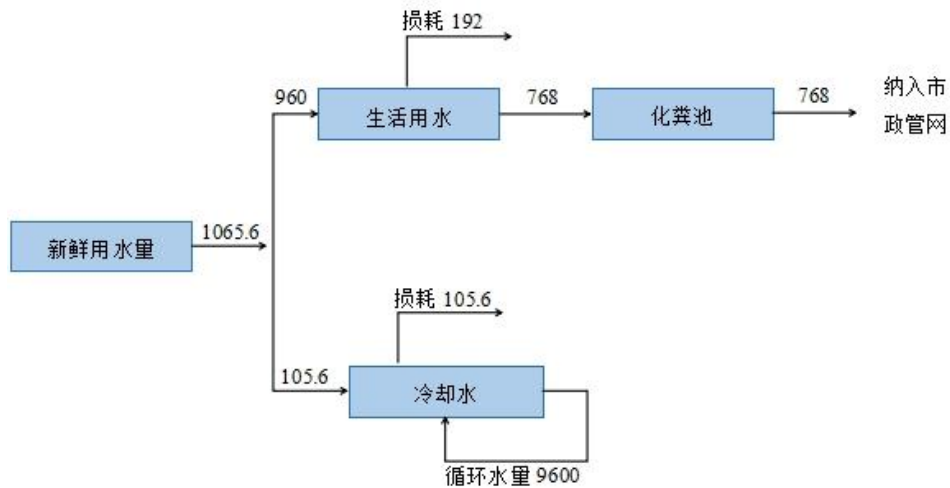 损耗 192
960
生活用水
768
化粪池
768
纳入市
政管网
新鲜用水量
1065.6
损耗 105.6
105.6
冷却水
循环水量 9600